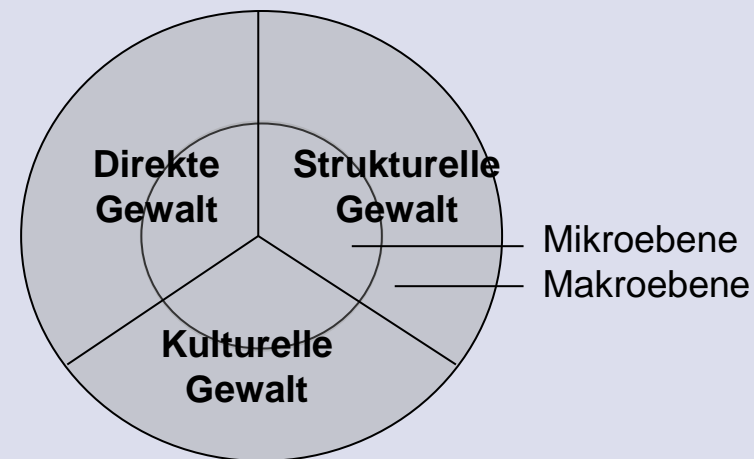 Direkte
Gewalt
Strukturelle
Gewalt
Mikroebene
Makroebene
Kulturelle
Gewalt